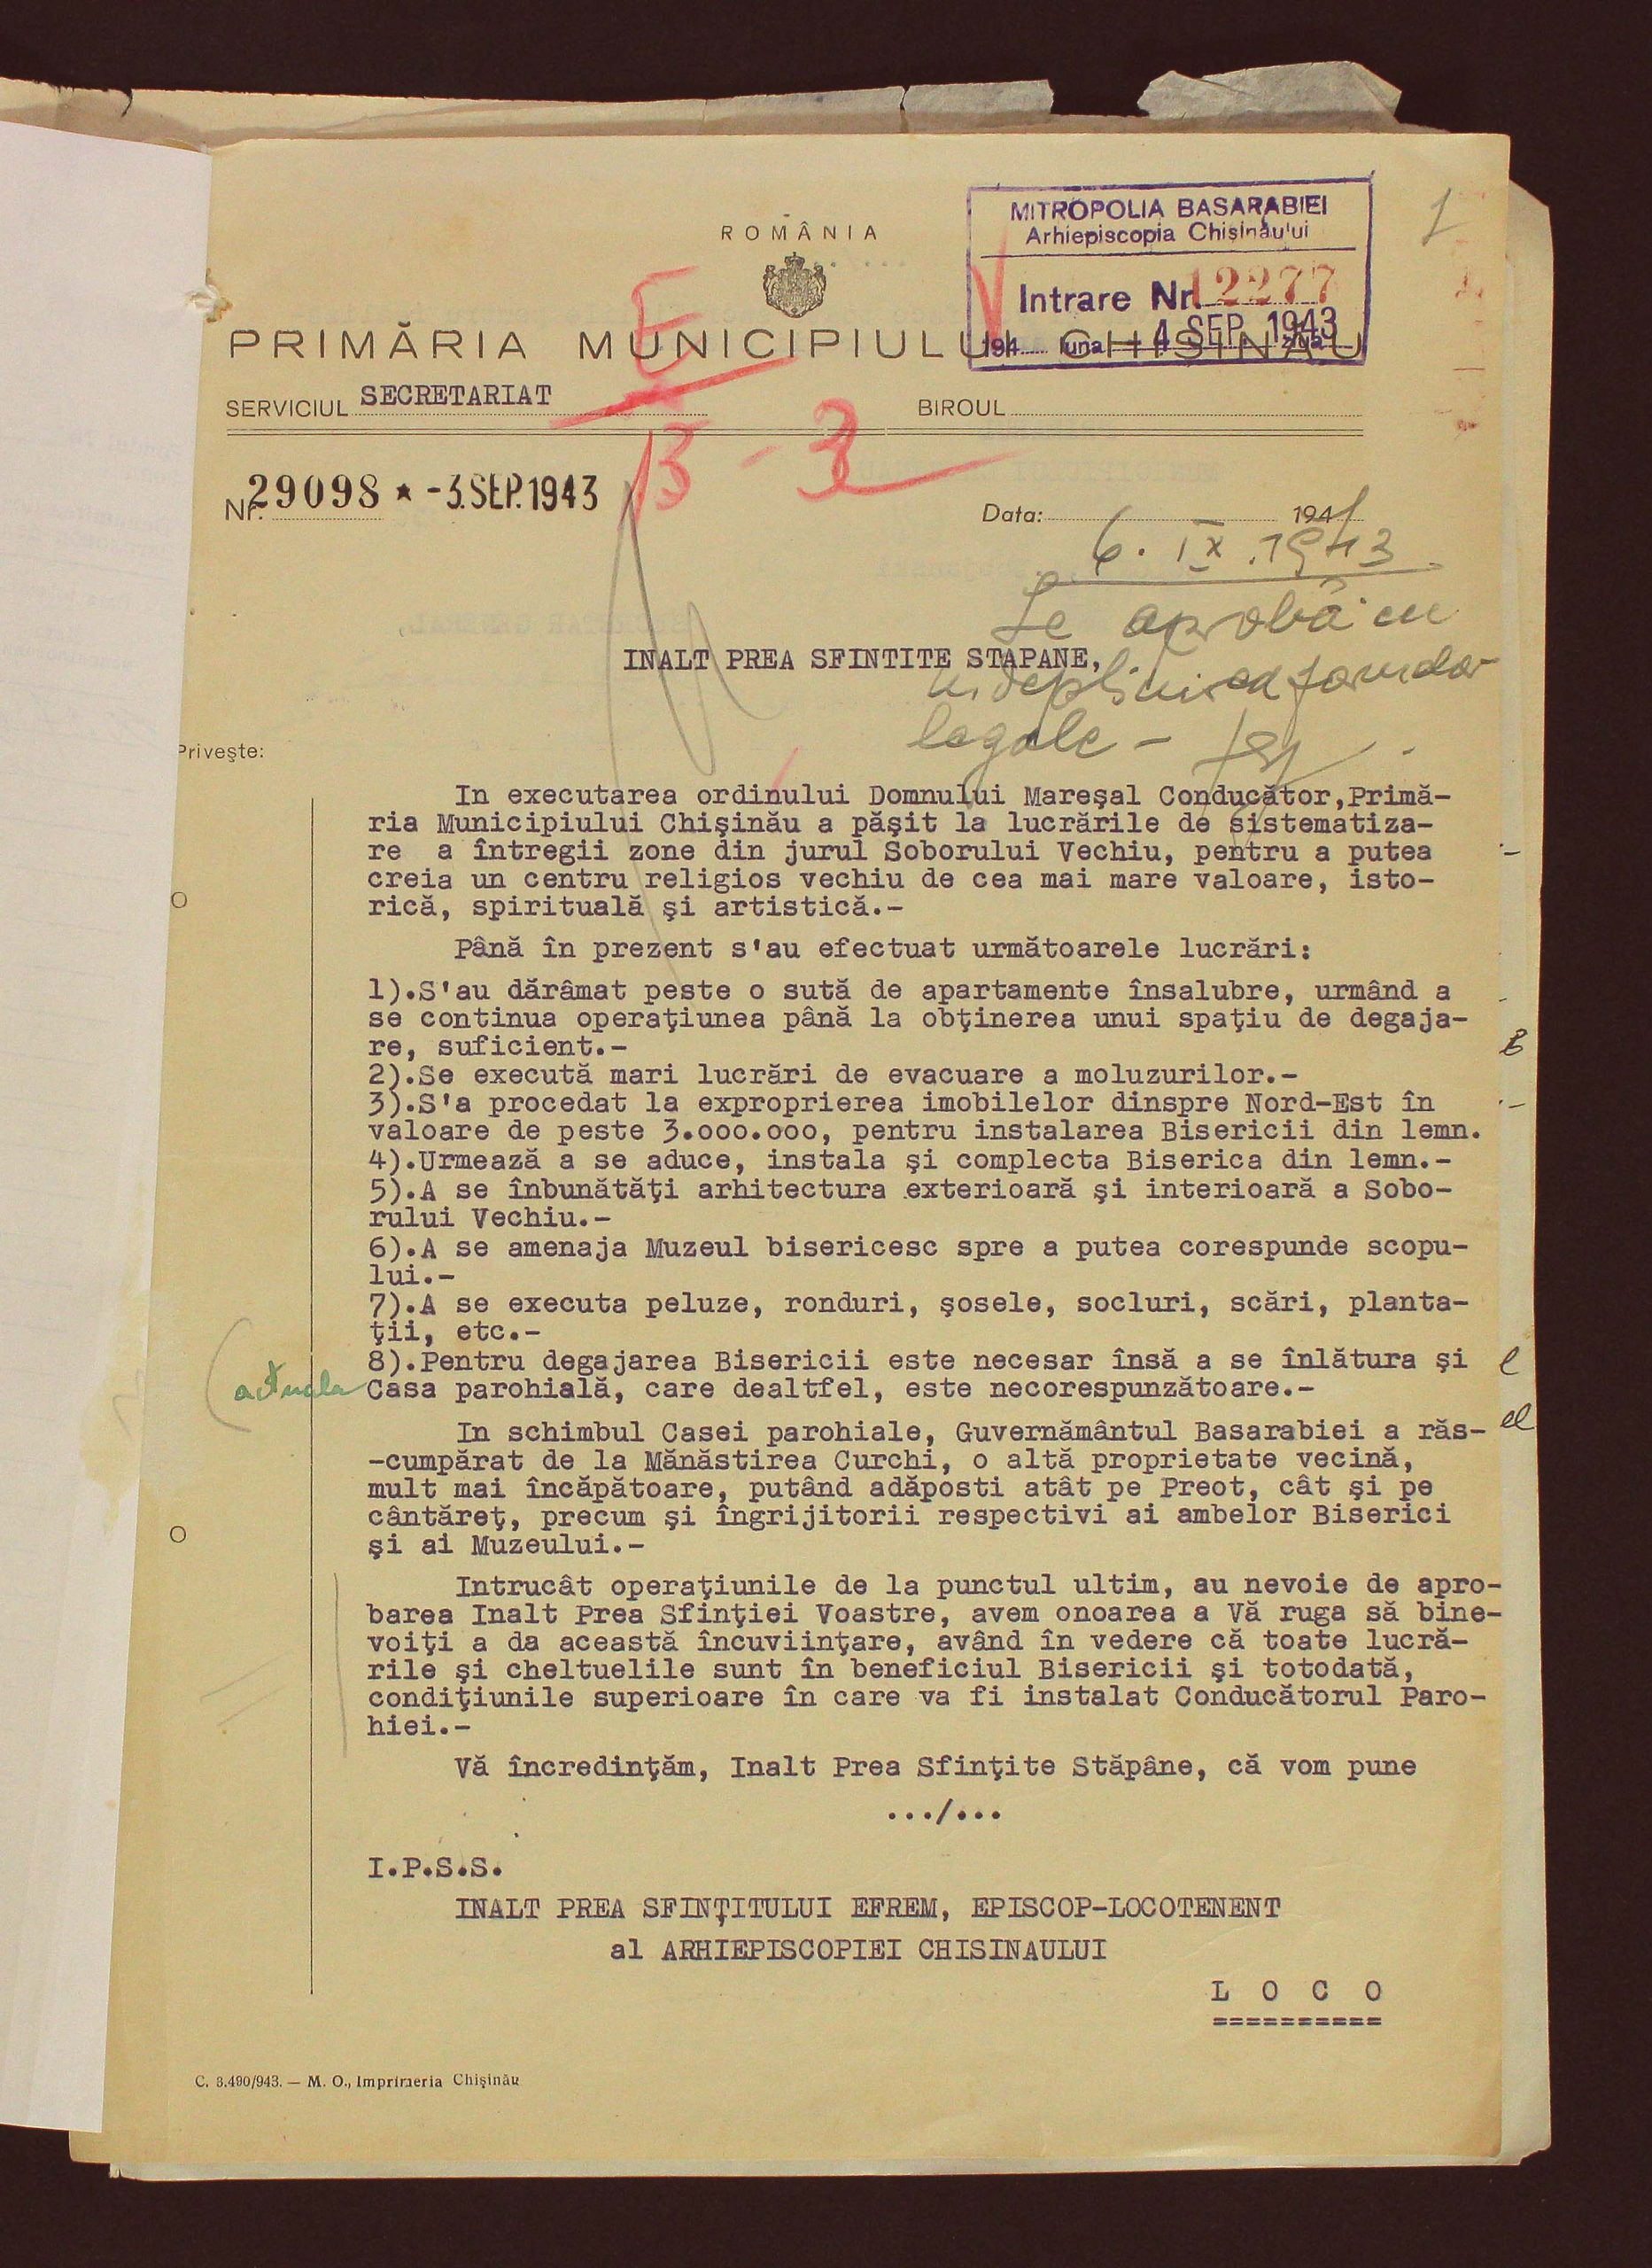 1
MITROPOLIA BASARABIEI
Arhiepiscopia Chișinăului
Intrare Nr. 12277
194 luna 4 SEP. 1943 ziua
ROMÂNIA
PRIMĂRIA MUNICIPIULUI CHIȘINĂU
SERVICIUL SECRETARIAT BIROUL
E
B - 3
Nr. 29098 * -3.SEP.1943
Data: 194
6. IX. 1943
Se aprobă cu
îndeplinirea formelor
legale -
INALT PREA SFINTITE STAPANE,
Privește:
In executarea ordinului Domnului Mareşal Conducător,Primă-
ria Municipiului Chişinău a păşit la lucrările de sistematiza-
re a întregii zone din jurul Soborului Vechiu, pentru a putea
creia un centru religios vechiu de cea mai mare valoare, isto-
rică, spirituală şi artistică.-
Până în prezent s'au efectuat următoarele lucrări:
1).S'au dărâmat peste o sută de apartamente însalubre, urmând a
se continua operaţiunea până la obţinerea unui spaţiu de degaja-
re, suficient.-
2).Se execută mari lucrări de evacuare a moluzurilor.-
3).S'a procedat la exproprierea imobilelor dinspre Nord-Est în
valoare de peste 3.ooo.ooo, pentru instalarea Bisericii din lemn.
4).Urmează a se aduce, instala şi complecta Biserica din lemn.-
5).A se înbunătăţi arhitectura exterioară şi interioară a Sobo-
rului Vechiu.-
6).A se amenaja Muzeul bisericesc spre a putea corespunde scopu-
lui.-
7).A se executa peluze, ronduri, şosele, socluri, scări, planta-
ţii, etc.-
8).Pentru degajarea Bisericii este necesar însă a se înlătura şi
actuala Casa parohială, care dealtfel, este necorespunzătoare.-
In schimbul Casei parohiale, Guvernământul Basarabiei a răs-
-cumpărat de la Mănăstirea Curchi, o altă proprietate vecină,
mult mai încăpătoare, putând adăposti atât pe Preot, cât şi pe
cântăreţ, precum şi îngrijitorii respectivi ai ambelor Biserici
şi ai Muzeului.-
Intrucât operaţiunile de la punctul ultim, au nevoie de apro-
barea Inalt Prea Sfinţiei Voastre, avem onoarea a Vă ruga să bine-
voiţi a da această încuviinţare, având în vedere că toate lucră-
rile şi cheltuelile sunt în beneficiul Bisericii şi totodată,
condiţiunile superioare în care va fi instalat Conducătorul Paro-
hiei.-
Vă încredinţăm, Inalt Prea Sfinţite Stăpâne, că vom pune
.../...
I.P.S.S.
INALT PREA SFINŢITULUI EFREM, EPISCOP-LOCOTENENT
al ARHIEPISCOPIEI CHISINAULUI
L O C O
==========
C. 3.490/943. — M. O., Imprimeria Chișinău